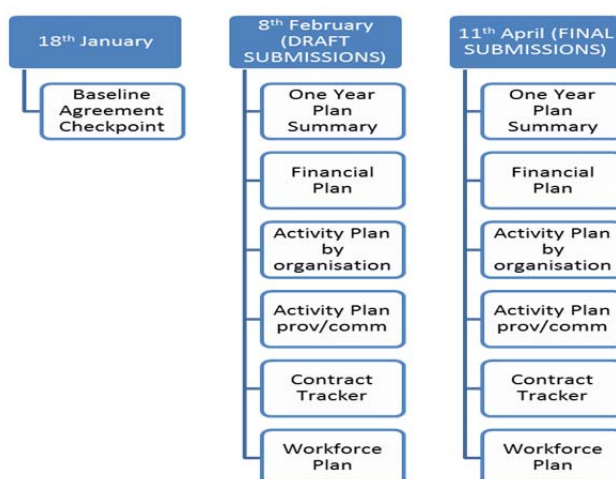 18th January
Baseline
Agreement
Checkpoint
8th February
(DRAFT
SUBMISSIONS)
One Year
Plan
Summary
Financial
Plan
Activity Plan
by
organisation
Activity Plan
prov/comm
Contract
Tracker
Workforce
Plan
11th April (FINAL
SUBMISSIONS)
One Year
Plan
Summary
Financial
Plan
Activity Plan
by
organisation
Activity Plan
prov/comm
Contract
Tracker
Workforce
Plan